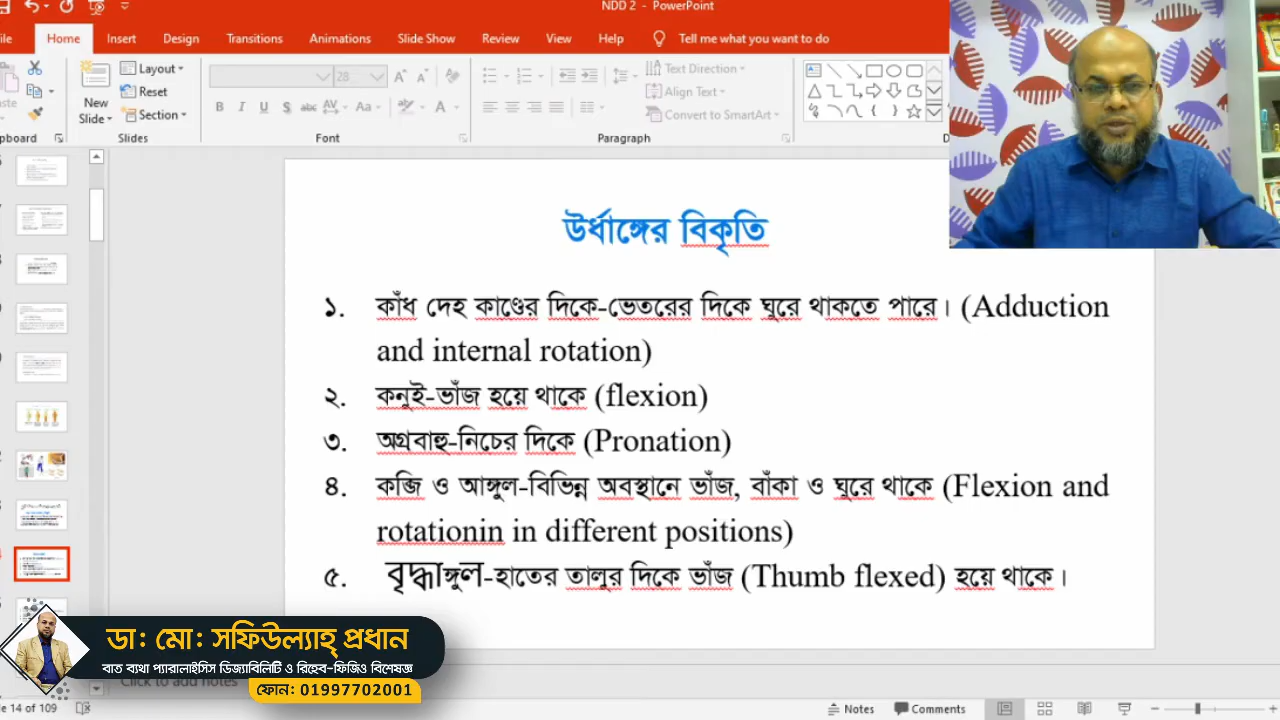 NDD 2 - PowerPoint
Home Insert Design Transitions Animations Slide Show Review View Help Tell me what you want to do
New Slide
Layout
Reset
Section
Slides
28
Font
Text Direction
Align Text
Convert to SmartArt
Paragraph
উর্ধাঙ্গের বিকৃতি
১. কাঁধ দেহ কাণ্ডের দিকে-ভেতরের দিকে ঘুরে থাকতে পারে। (Adduction
and internal rotation)
২. কনুই-ভাঁজ হয়ে থাকে (flexion)
৩. অগ্রবাহু-নিচের দিকে (Pronation)
৪. কব্জি ও আঙ্গুল-বিভিন্ন অবস্থানে ভাঁজ, বাঁকা ও ঘুরে থাকে (Flexion and
rotationin in different positions)
৫. বৃদ্ধাঙ্গুল-হাতের তালুর দিকে ভাঁজ (Thumb flexed) হয়ে থাকে।
ডা: মো: সফিউল্যাহ্ প্রধান
বাত ব্যথা প্যারালাইসিস ডিজ্যাবিলিটি ও রিহেব-ফিজিও বিশেষজ্ঞ
ফোন: 01997702001
Click to add notes
14 of 109
Notes Comments